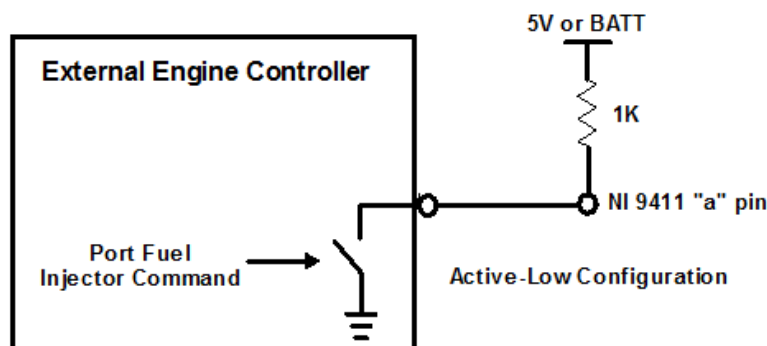 5V or BATT
External Engine Controller
1K
NI 9411 "a" pin
Port Fuel
Injector Command
Active-Low Configuration